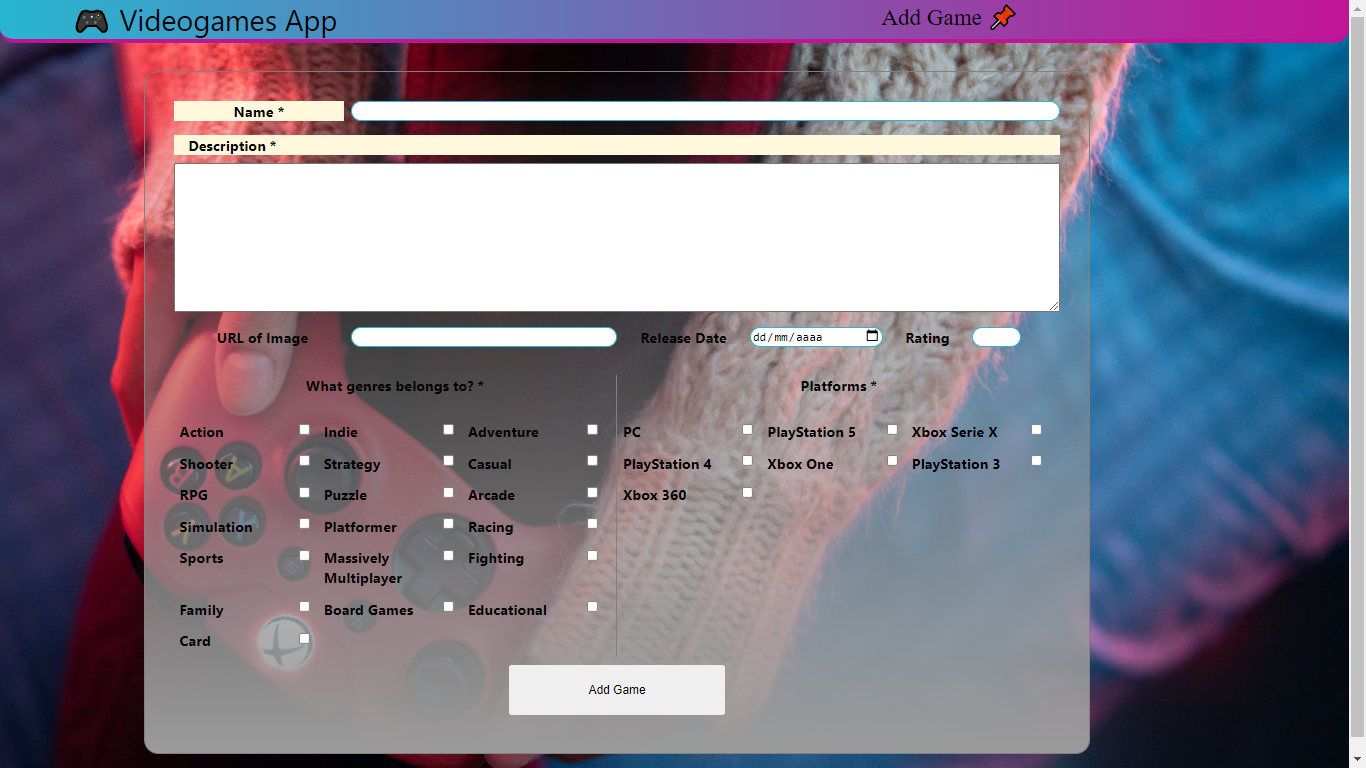 Videogames App
Add Game
Name *
Description *
URL of Image
Release Date
dd/mm/aaaa
Rating
What genres belongs to? *
Platforms *
Action Indie Adventure
PC PlayStation 5 Xbox Serie X
Shooter Strategy Casual
PlayStation 4 Xbox One PlayStation 3
RPG Puzzle Arcade
Xbox 360
Simulation Platformer Racing
Sports Massively Fighting
Multiplayer
Family Board Games Educational
Card
Add Game